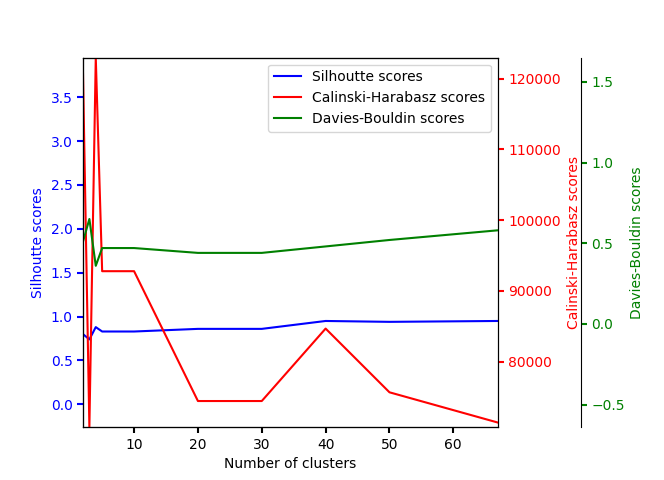 Silhoutte scores
Calinski-Harabasz scores
Davies-Bouldin scores
3.5
3.0
2.5
2.0
1.5
1.0
0.5
0.0
Silhoutte scores
120000
110000
100000
90000
80000
Calinski-Harabasz scores
1.5
1.0
0.5
0.0
−0.5
Davies-Bouldin scores
10 20 30 40 50 60
Number of clusters